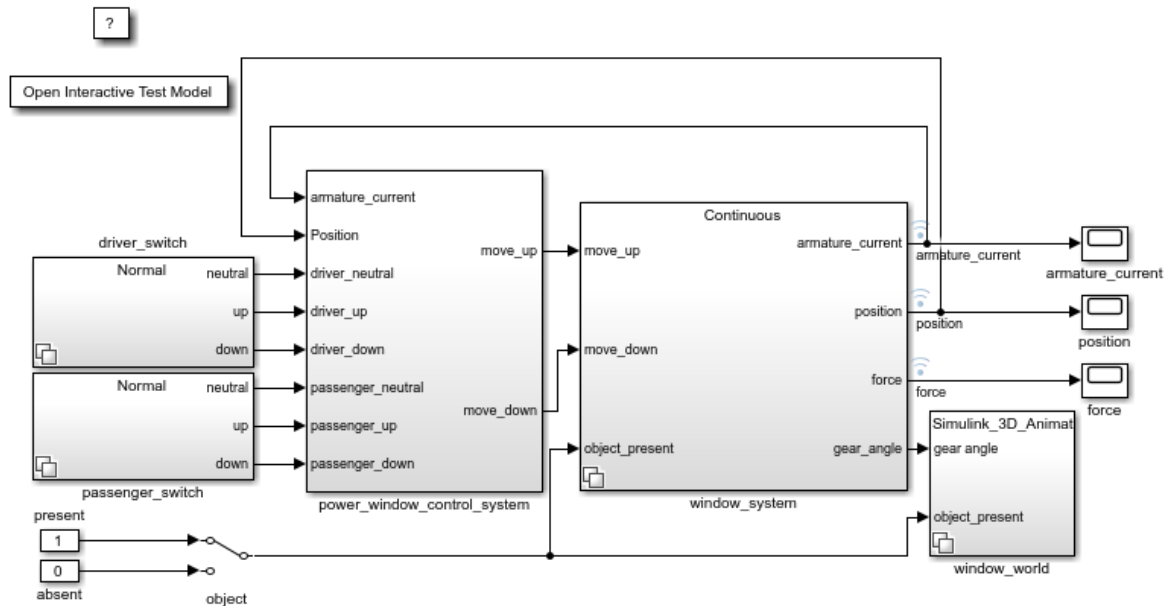 ?
Open Interactive Test Model
driver_switch
Normal
neutral
up
down
Normal
neutral
up
down
passenger_switch
present
1
0
absent
object
armature_current
Position
driver_neutral
driver_up
driver_down
passenger_neutral
passenger_up
passenger_down
move_up
move_down
power_window_control_system
Continuous
move_up
move_down
object_present
armature_current
position
force
gear_angle
window_system
armature_current
position
force
armature_current
position
force
Simulink_3D_Animat
gear angle
object_present
window_world